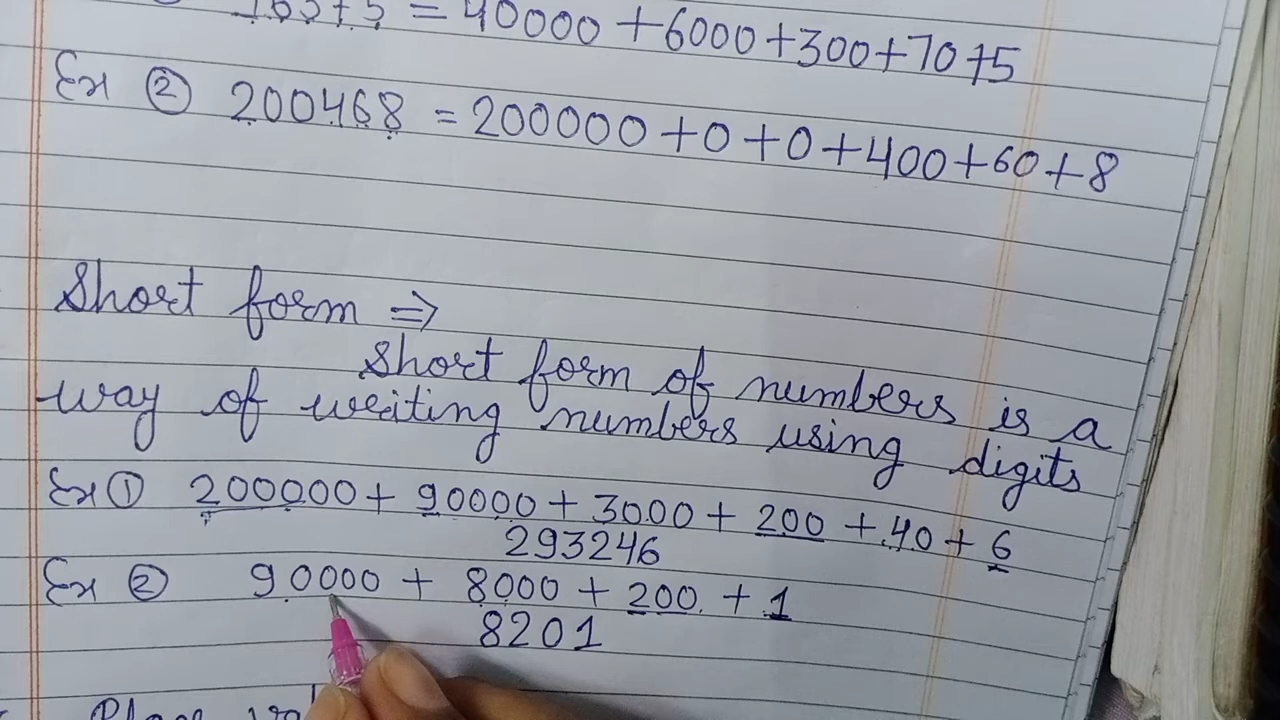 = 40000 + 6000 + 300 + 70 + 5
Ex ② 200468 = 200000 + 0 + 0 + 400 + 60 + 8
Short form ⇒
Short form of numbers is a
way of writing numbers using digits
Ex ① 200000 + 90000 + 3000 + 200 + 40 + 6
293246
Ex ② 90000 + 8000 + 200 + 1
8201
Place